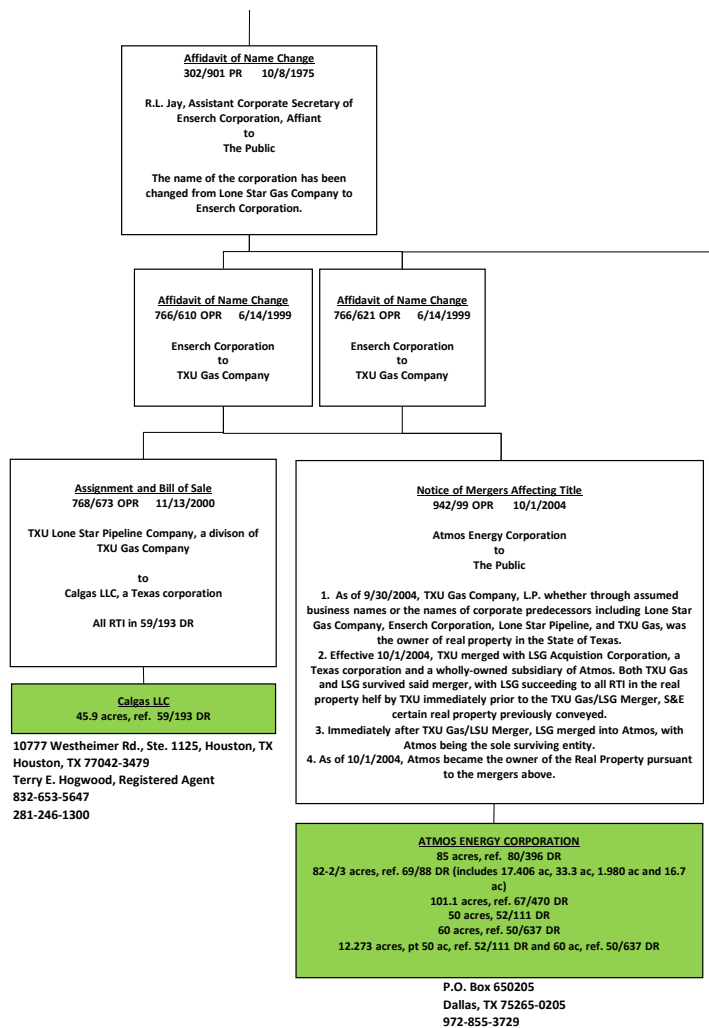 Affidavit of Name Change
302/901 PR 10/8/1975
R.L. Jay, Assistant Corporate Secretary of
Enserch Corporation, Affiant
to
The Public
The name of the corporation has been
changed from Lone Star Gas Company to
Enserch Corporation.
Affidavit of Name Change
766/610 OPR 6/14/1999
Enserch Corporation
to
TXU Gas Company
Affidavit of Name Change
766/621 OPR 6/14/1999
Enserch Corporation
to
TXU Gas Company
Assignment and Bill of Sale
768/673 OPR 11/13/2000
TXU Lone Star Pipeline Company, a divison of
TXU Gas Company
to
Calgas LLC, a Texas corporation
All RTI in 59/193 DR
Calgas LLC
45.9 acres, ref. 59/193 DR
10777 Westheimer Rd., Ste. 1125, Houston, TX
Houston, TX 77042-3479
Terry E. Hogwood, Registered Agent
832-653-5647
281-246-1300
Notice of Mergers Affecting Title
942/99 OPR 10/1/2004
Atmos Energy Corporation
to
The Public
1. As of 9/30/2004, TXU Gas Company, L.P. whether through assumed
business names or the names of corporate predecessors including Lone Star
Gas Company, Enserch Corporation, Lone Star Pipeline, and TXU Gas, was
the owner of real property in the State of Texas.
2. Effective 10/1/2004, TXU merged with LSG Acquistion Corporation, a
Texas corporation and a wholly-owned subsidiary of Atmos. Both TXU Gas
and LSG survived said merger, with LSG succeeding to all RTI in the real
property helf by TXU immediately prior to the TXU Gas/LSG Merger, S&E
certain real property previously conveyed.
3. Immediately after TXU Gas/LSU Merger, LSG merged into Atmos, with
Atmos being the sole surviving entity.
4. As of 10/1/2004, Atmos became the owner of the Real Property pursuant
to the mergers above.
ATMOS ENERGY CORPORATION
85 acres, ref. 80/396 DR
82-2/3 acres, ref. 69/88 DR (includes 17.406 ac, 33.3 ac, 1.980 ac and 16.7
ac)
101.1 acres, ref. 67/470 DR
50 acres, 52/111 DR
60 acres, ref. 50/637 DR
12.273 acres, pt 50 ac, ref. 52/111 DR and 60 ac, ref. 50/637 DR
P.O. Box 650205
Dallas, TX 75265-0205
972-855-3729